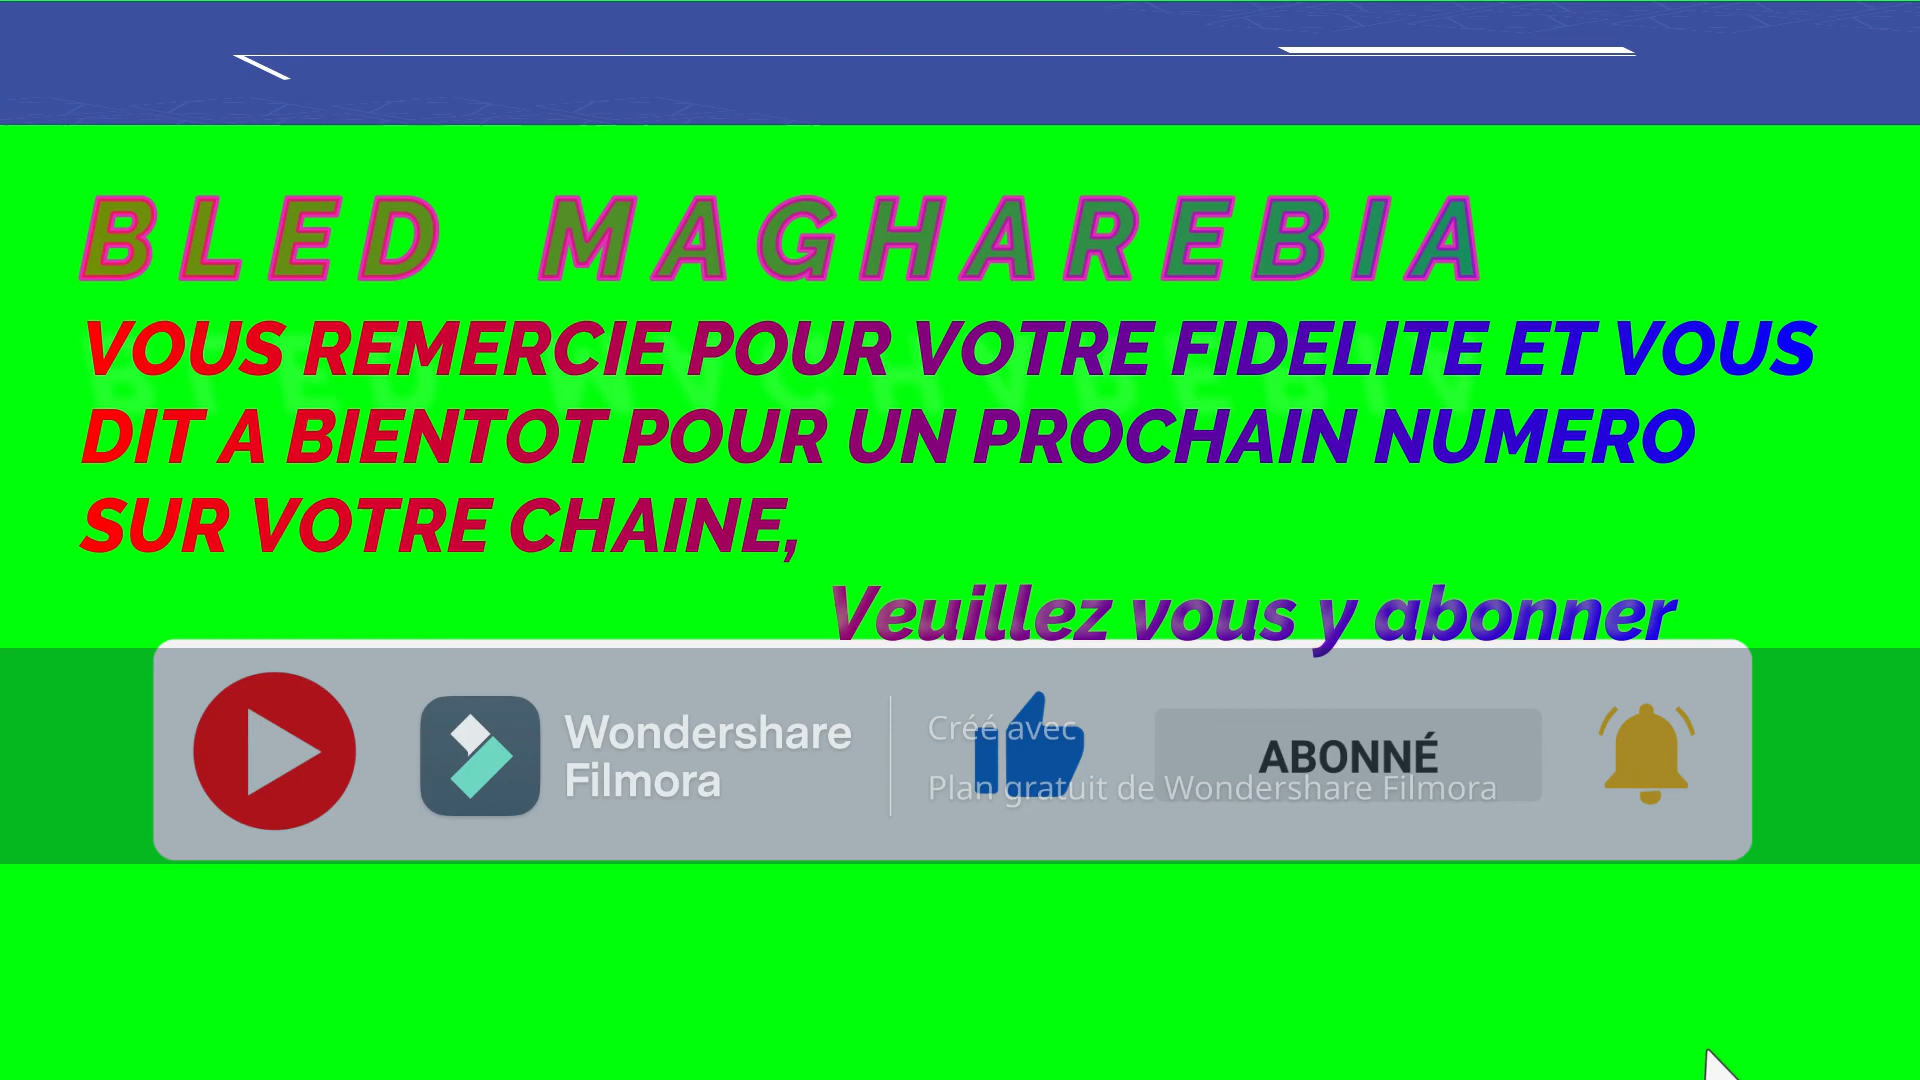 BLED MAGHAREBIA
VOUS REMERCIE POUR VOTRE FIDELITE ET VOUS
DIT A BIENTOT POUR UN PROCHAIN NUMERO
SUR VOTRE CHAINE,
Veuillez vous y abonner
Wondershare
Filmora
Créé avec
Plan gratuit de Wondershare Filmora
ABONNÉ